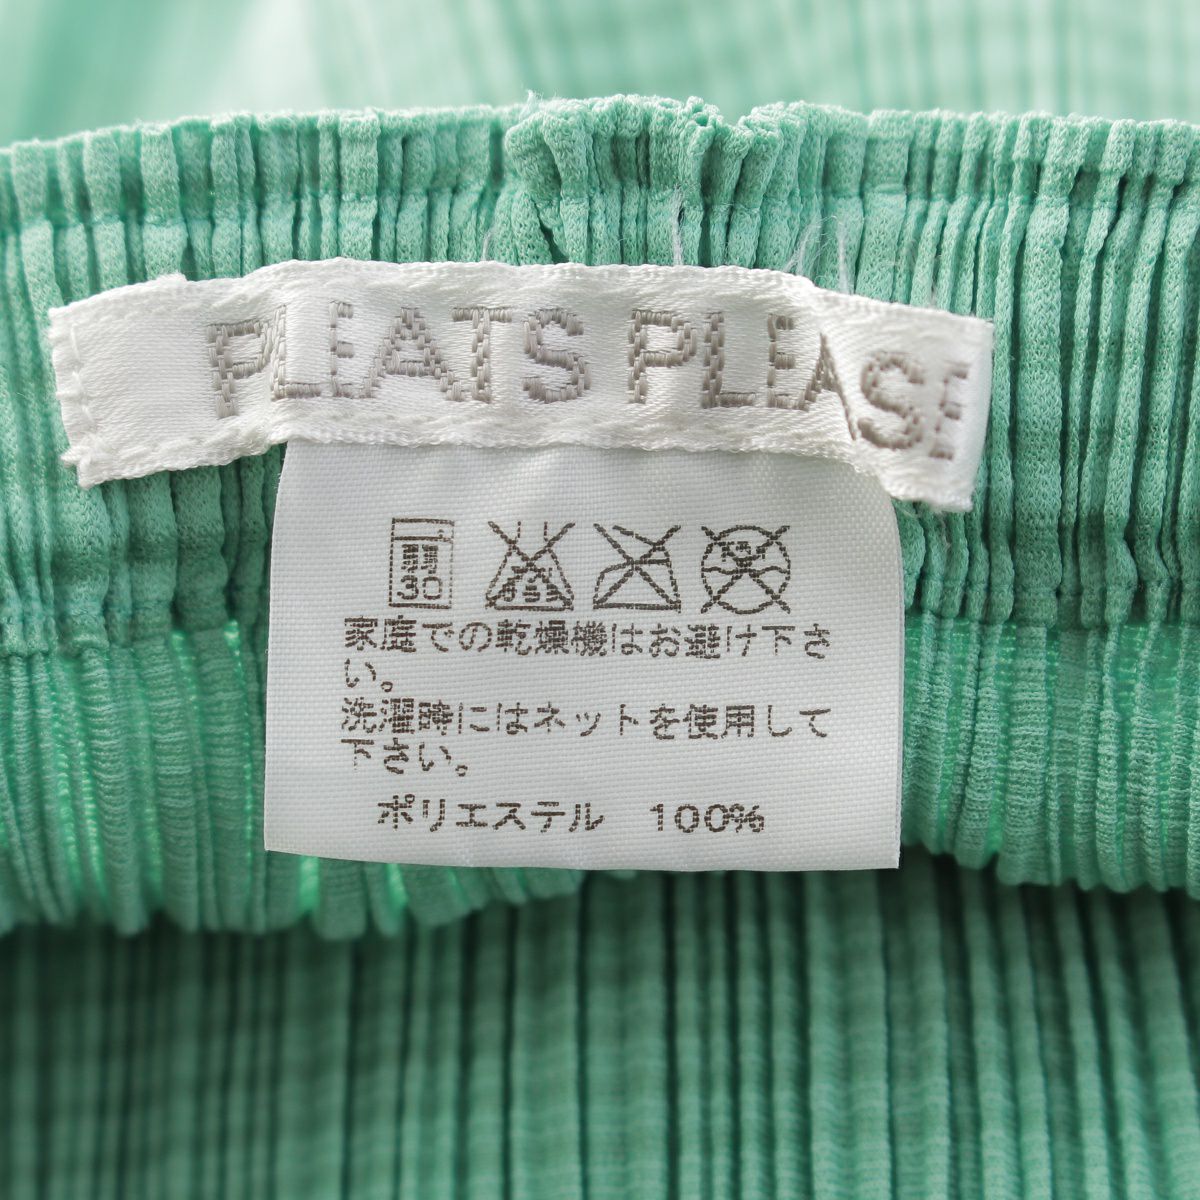 PLEATS PLEASE
弱
30
家庭での乾燥機はお避け下さ
い。
洗濯時にはネットを使用して
下さい。
ポリエステル 100%